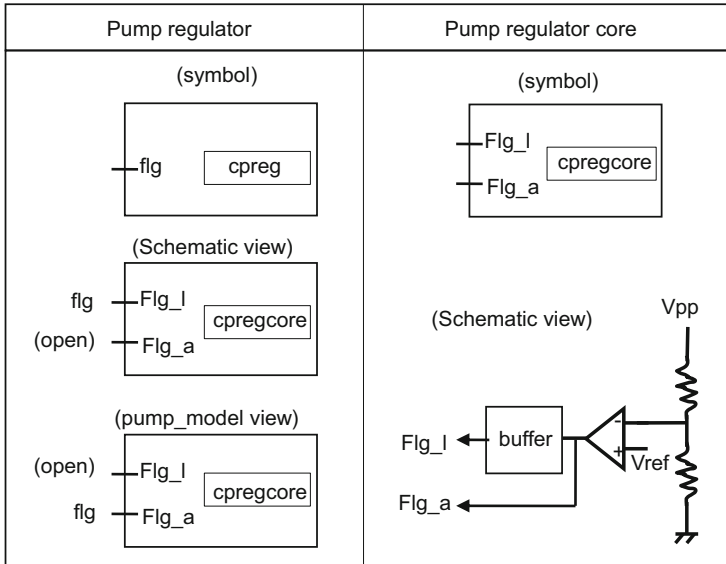 Pump regulator
Pump regulator core
(symbol)
flg
cpreg
(Schematic view)
flg
Flg_l
cpregcore
(open)
Flg_a
(pump_model view)
(open)
Flg_l
cpregcore
flg
Flg_a
(symbol)
Flg_l
cpregcore
Flg_a
(Schematic view)
Vpp
Flg_l
buffer
-
+
Vref
Flg_a